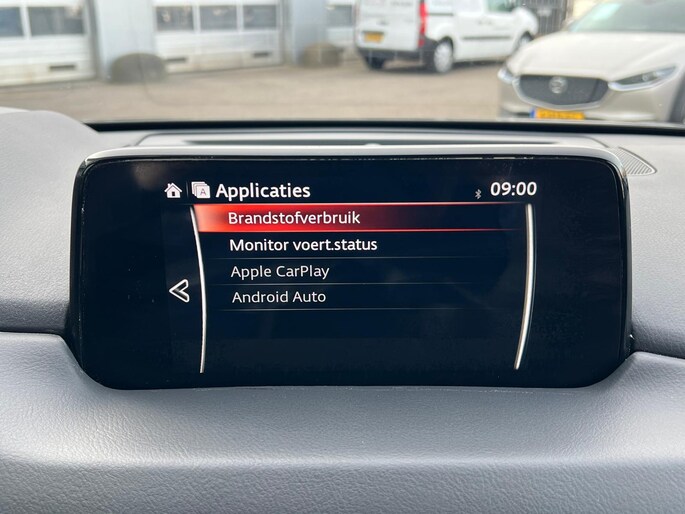 Applicaties
09:00
Brandstofverbruik
Monitor voert.status
Apple CarPlay
Android Auto